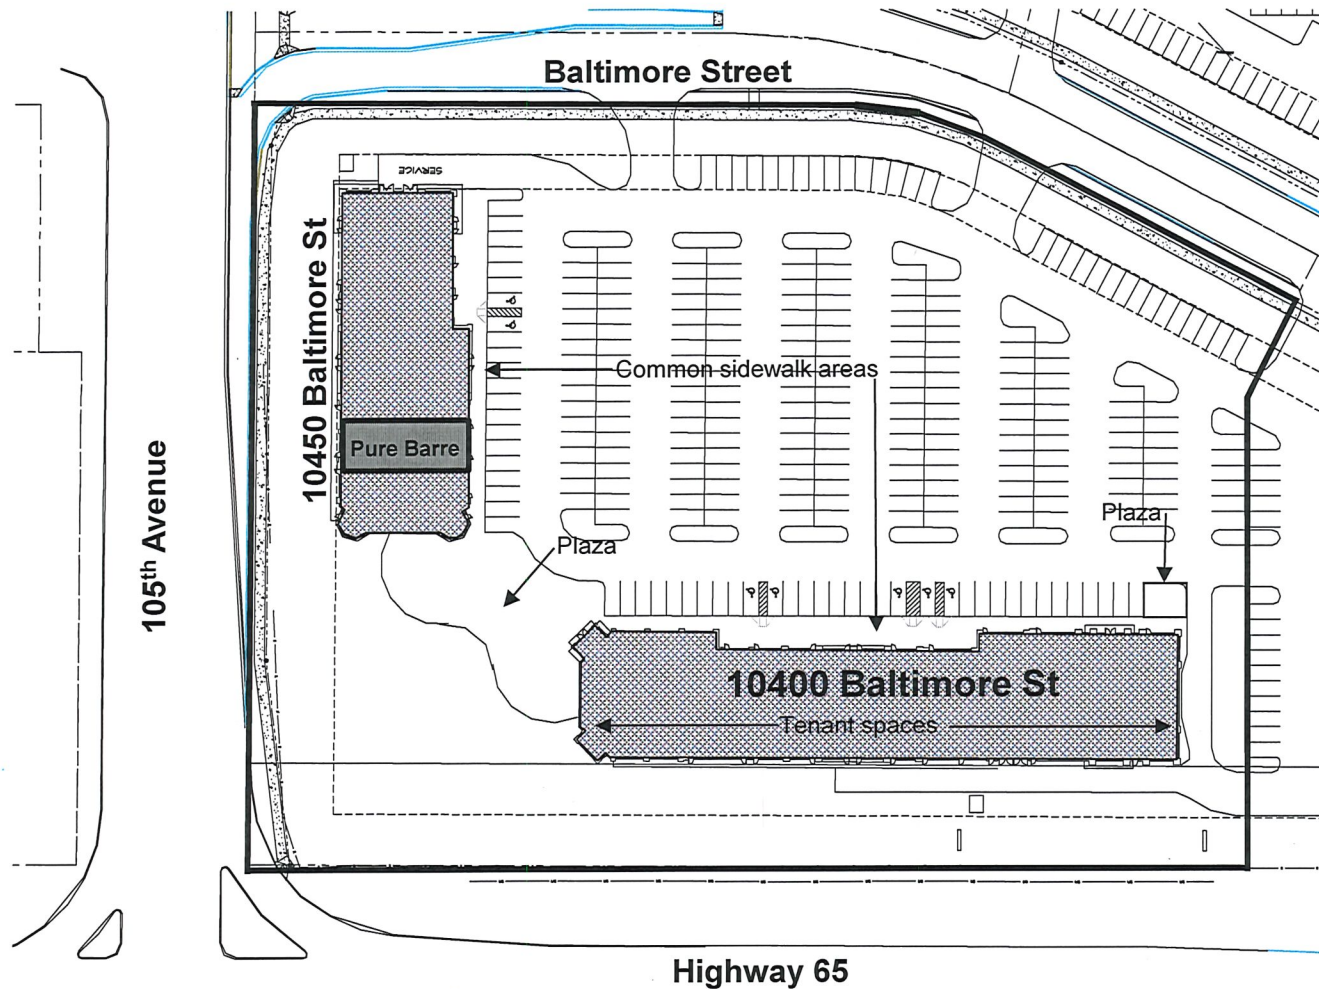 Baltimore Street
SERVICE
10450 Baltimore St
Common sidewalk areas
Pure Barre
105th Avenue
Plaza
Plaza
10400 Baltimore St
Tenant spaces
Highway 65